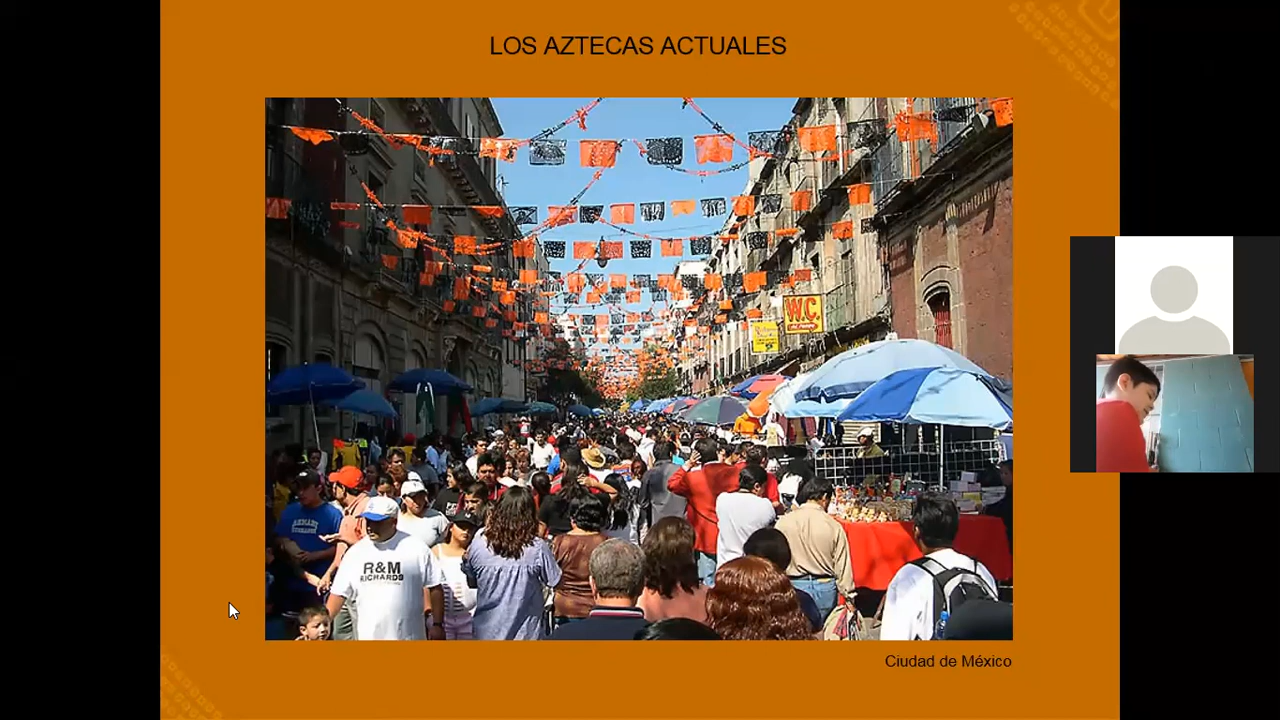 LOS AZTECAS ACTUALES
W.C.
R&M
RICHARDS
Ciudad de México